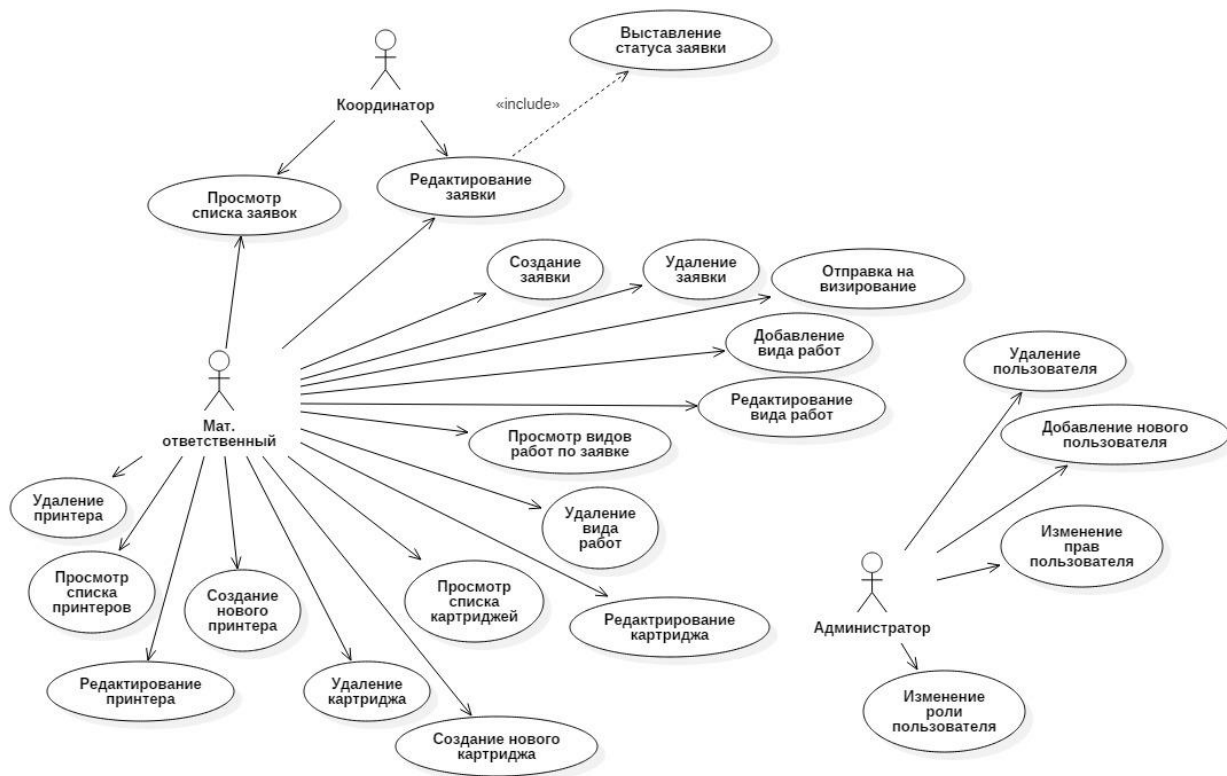 Выставление
статуса заявки
Координатор
«include»
Просмотр
списка заявок
Редактирование
заявки
Создание
заявки
Удаление
заявки
Отправка на
визирование
Добавление
вида работ
Редактирование
вида работ
Просмотр видов
работ по заявке
Удаление
вида
работ
Мат.
ответственный
Удаление
принтера
Просмотр
списка
принтеров
Создание
нового
принтера
Редактирование
принтера
Просмотр
списка
картриджей
Редактрирование
картриджа
Удаление
картриджа
Создание нового
картриджа
Удаление
пользователя
Добавление нового
пользователя
Изменение
прав
пользователя
Администратор
Изменение
роли
пользователя